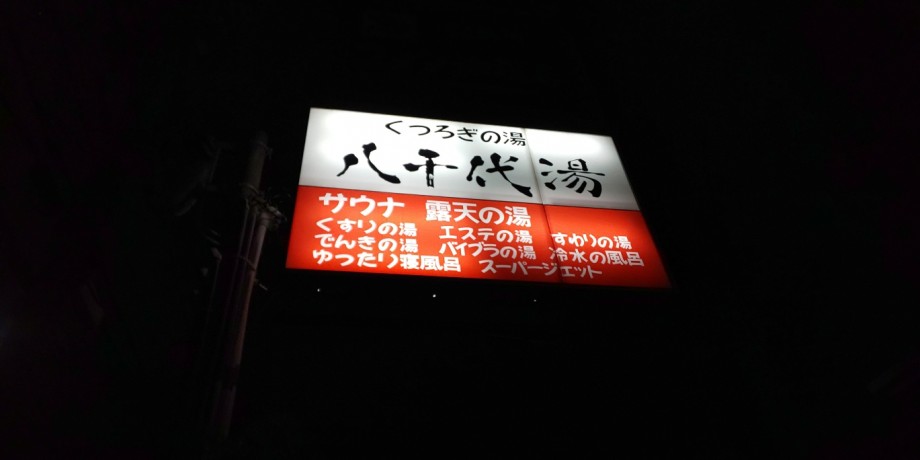 くつろぎの湯
八千代湯
サウナ 露天の湯
くすりの湯 エステの湯 すわりの湯
でんきの湯 バイブラの湯 冷水の風呂
ゆったり寝風呂 スーパージェット